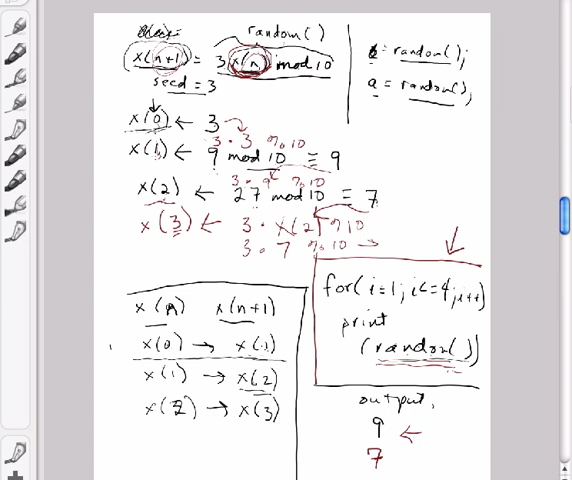 random()
x(n+1) = 3 x(n) mod 10
seed = 3
x(0) ← 3
3 · 3 % 10
x(1) ← 9 mod 10 ≡ 9
3 · 9 % 10
x(2) ← 27 mod 10 ≡ 7
x(3) ← 3 · x(2) % 10
3 · 7 % 10 →
= random();
a = random();
x(n) x(n+1)
x(0) → x(1)
x(1) → x(2)
x(2) → x(3)
for(i=1; i<=4; i++)
print
(random())
output
9 ←
7